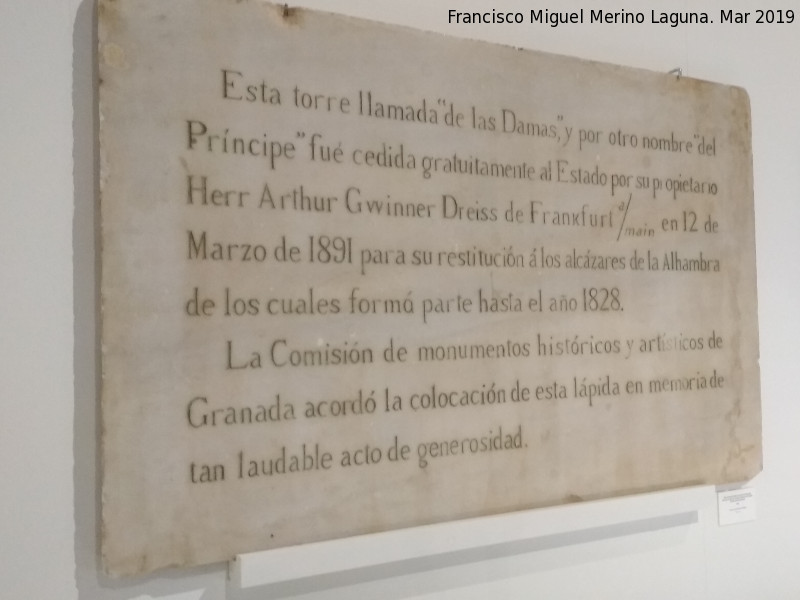 Francisco Miguel Merino Laguna. Mar 2019
Esta torre llamada "de las Damas," y por otro nombre "del
Príncipe" fué cedida gratuitamente al Estado por su propietario
Herr Arthur Gwinner Dreiss de Frankfurt a/main en 12 de
Marzo de 1891 para su restitución á los alcázares de la Alhambra
de los cuales formó parte hasta el año 1828.
La Comisión de monumentos históricos y artísticos de
Granada acordó la colocación de esta lápida en memoria de
tan laudable acto de generosidad.